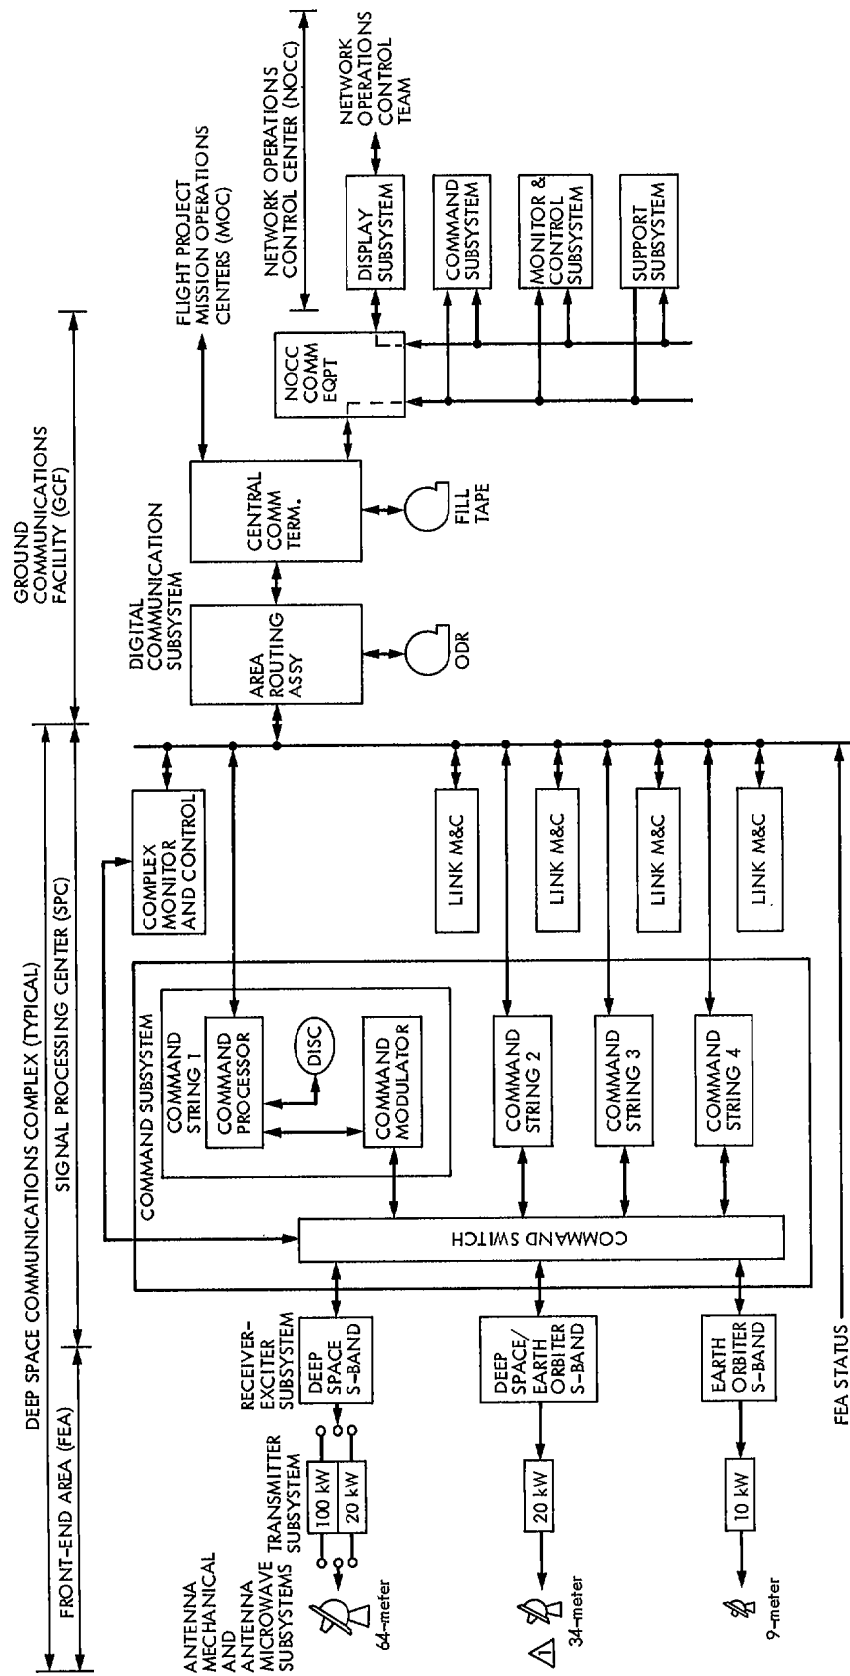 DEEP SPACE COMMUNICATIONS COMPLEX (TYPICAL)
FRONT-END AREA (FEA)
SIGNAL PROCESSING CENTER (SPC)
GROUND
COMMUNICATIONS
FACILITY (GCF)
NETWORK OPERATIONS
CONTROL CENTER (NOCC)
ANTENNA
MECHANICAL
AND
ANTENNA
MICROWAVE
SUBSYSTEMS
TRANSMITTER
SUBSYSTEM
RECEIVER-
EXCITER
SUBSYSTEM
64-meter
100 kW
20 kW
DEEP
SPACE
S-BAND
1
34-meter
20 kW
DEEP
SPACE/
EARTH
ORBITER
S-BAND
9-meter
10 kW
EARTH
ORBITER
S-BAND
COMMAND SUBSYSTEM
COMMAND SWITCH
COMMAND
STRING 1
COMMAND
PROCESSOR
DISC
COMMAND
MODULATOR
COMMAND
STRING 2
COMMAND
STRING 3
COMMAND
STRING 4
COMPLEX
MONITOR
AND CONTROL
LINK M&C
LINK M&C
LINK M&C
LINK M&C
FEA STATUS
DIGITAL
COMMUNICATION
SUBSYSTEM
AREA
ROUTING
ASSY
ODR
CENTRAL
COMM
TERM.
FILL
TAPE
FLIGHT PROJECT
MISSION OPERATIONS
CENTERS (MOC)
NOCC
COMM
EQPT
DISPLAY
SUBSYSTEM
NETWORK
OPERATIONS
CONTROL
TEAM
COMMAND
SUBSYSTEM
MONITOR &
CONTROL
SUBSYSTEM
SUPPORT
SUBSYSTEM